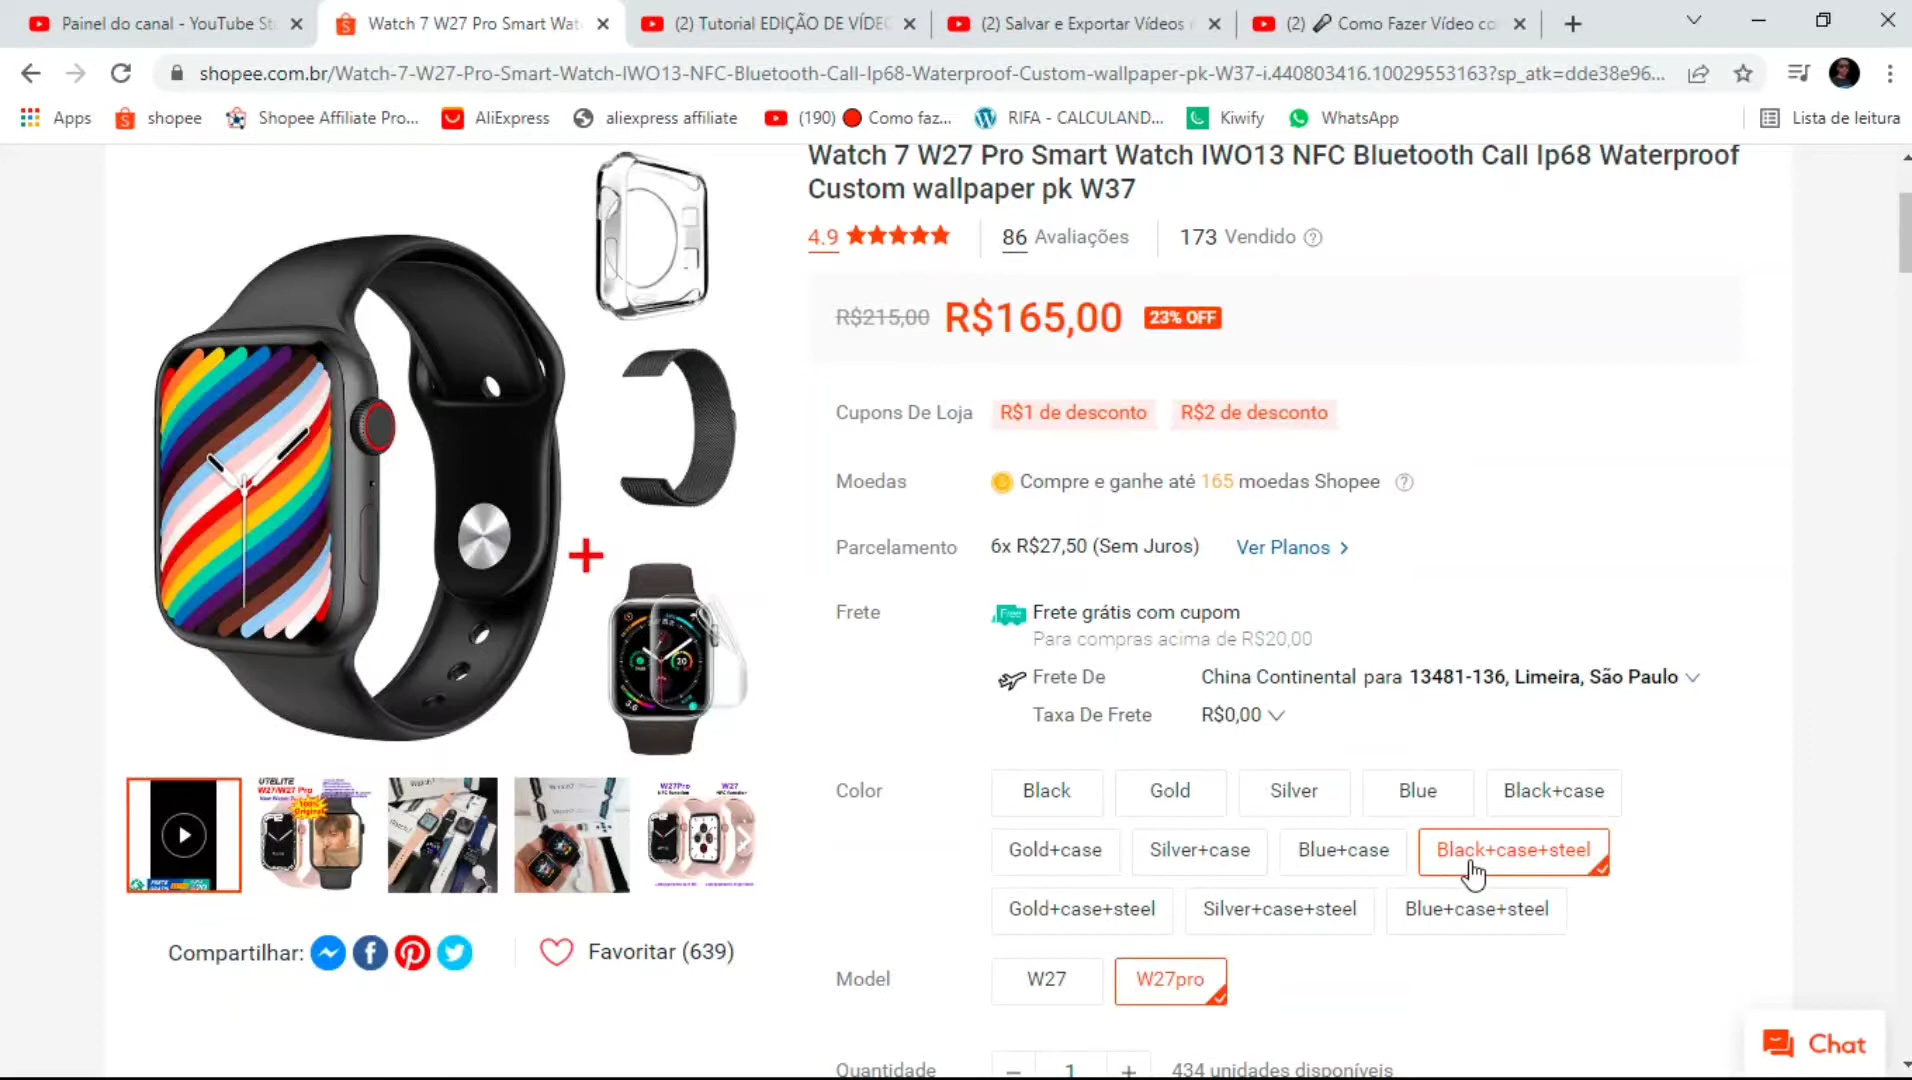 Painel do canal - YouTube St
Watch 7 W27 Pro Smart Wat
(2) Tutorial EDIÇÃO DE VÍDE
(2) Salvar e Exportar Vídeos
(2) Como Fazer Vídeo co
shopee.com.br/Watch-7-W27-Pro-Smart-Watch-IWO13-NFC-Bluetooth-Call-Ip68-Waterproof-Custom-wallpaper-pk-W37-i.440803416.10029553163?sp_atk=dde38e96...
Apps
shopee
Shopee Affiliate Pro...
AliExpress
aliexpress affiliate
(190) Como faz...
RIFA - CALCULAND...
Kiwify
WhatsApp
Lista de leitura
Watch 7 W27 Pro Smart Watch IWO13 NFC Bluetooth Call Ip68 Waterproof
Custom wallpaper pk W37
4.9
86 Avaliações
173 Vendido
R$215,00 R$165,00 23% OFF
Cupons De Loja R$1 de desconto R$2 de desconto
Moedas Compre e ganhe até 165 moedas Shopee
Parcelamento 6x R$27,50 (Sem Juros) Ver Planos
Frete Frete grátis com cupom
Para compras acima de R$20,00
Frete De China Continental para 13481-136, Limeira, São Paulo
Taxa De Frete R$0,00
Color Black Gold Silver Blue Black+case
Gold+case Silver+case Blue+case Black+case+steel
Gold+case+steel Silver+case+steel Blue+case+steel
Model W27 W27pro
Quantidade 1 434 unidades disponíveis
W27/W27 Pro
100%
Original
W27Pro W27
Compartilhar:
Favoritar (639)
Chat